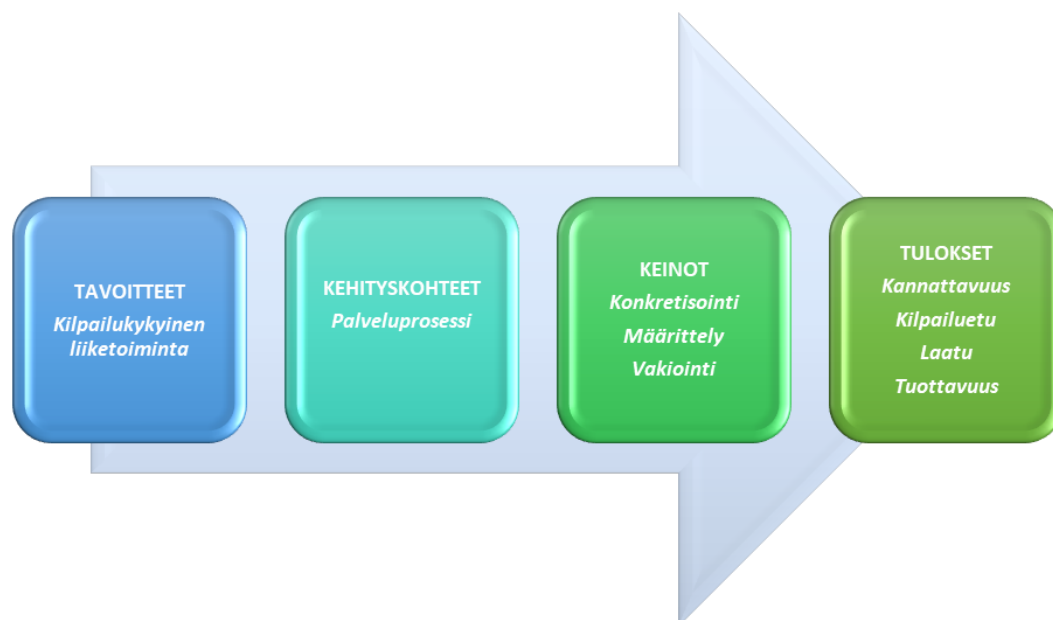 TAVOITTEET
Kilpailukykyinen
liiketoiminta
KEHITYSKOHTEET
Palveluprosessi
KEINOT
Konkretisointi
Määrittely
Vakiointi
TULOKSET
Kannattavuus
Kilpailuetu
Laatu
Tuottavuus